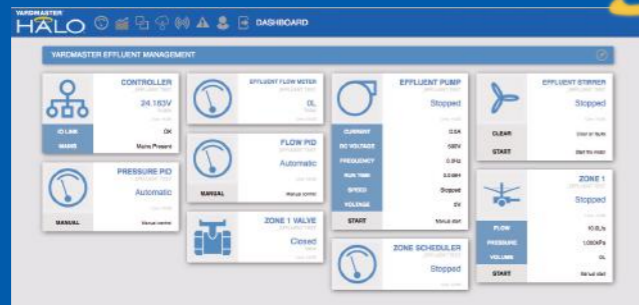 YARDMASTER
HALO
DASHBOARD
YARDMASTER EFFLUENT MANAGEMENT
CONTROLLER
24.163V
IO LINK OK
MAINS Mains Present
PRESSURE PID
Automatic
MANUAL Manual control
EFFLUENT FLOW METER
0L
FLOW PID
Automatic
MANUAL Manual control
ZONE 1 VALVE
Closed
EFFLUENT PUMP
Stopped
CURRENT 0.0A
DC VOLTAGE
FREQUENCY 0.0Hz
RUN TIME
SPEED Stopped
VOLTAGE 0V
START Manual start
ZONE SCHEDULER
Stopped
EFFLUENT STIRRER
Stopped
CLEAR
START
ZONE 1
Stopped
FLOW
PRESSURE
VOLUME 0L
START Manual start